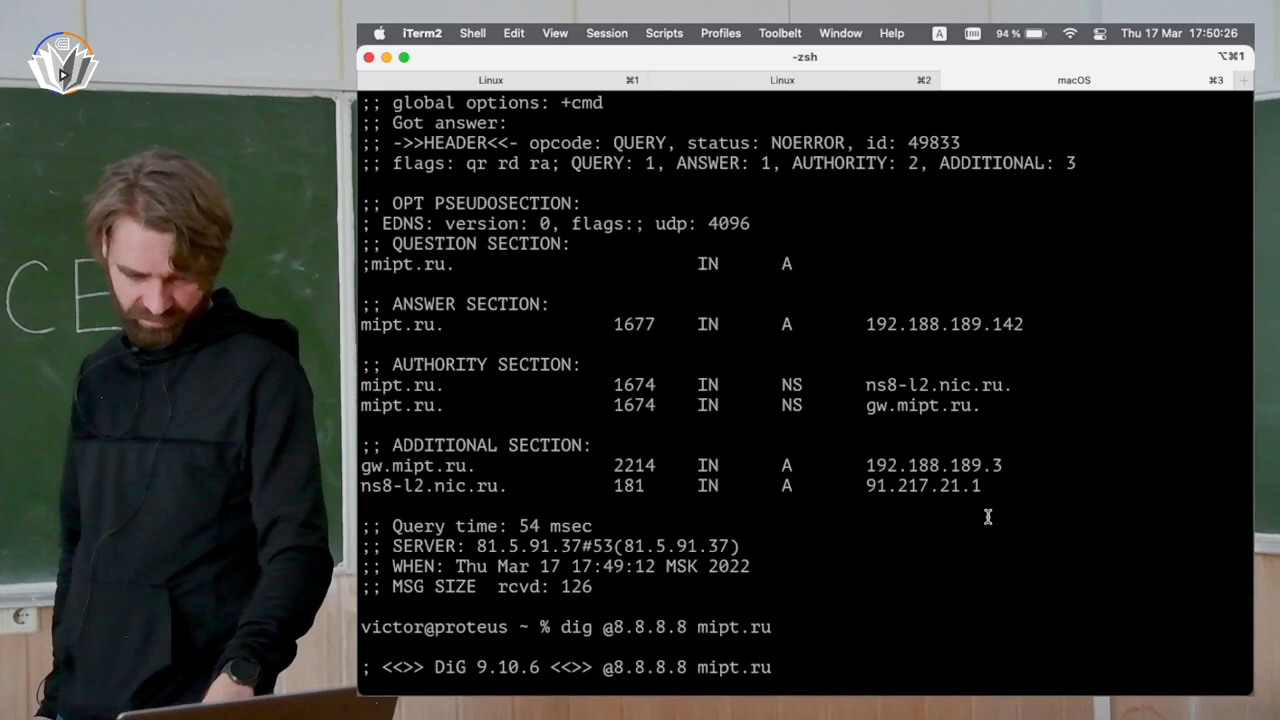 iTerm2 Shell Edit View Session Scripts Profiles Toolbelt Window Help A 94 % Thu 17 Mar 17:50:26
-zsh ⌥⌘1
Linux ⌘1 Linux ⌘2 macOS ⌘3 +
;; global options: +cmd
;; Got answer:
;; ->>HEADER<<- opcode: QUERY, status: NOERROR, id: 49833
;; flags: qr rd ra; QUERY: 1, ANSWER: 1, AUTHORITY: 2, ADDITIONAL: 3
;; OPT PSEUDOSECTION:
; EDNS: version: 0, flags:; udp: 4096
;; QUESTION SECTION:
;mipt.ru. IN A
;; ANSWER SECTION:
mipt.ru. 1677 IN A 192.188.189.142
;; AUTHORITY SECTION:
mipt.ru. 1674 IN NS ns8-l2.nic.ru.
mipt.ru. 1674 IN NS gw.mipt.ru.
;; ADDITIONAL SECTION:
gw.mipt.ru. 2214 IN A 192.188.189.3
ns8-l2.nic.ru. 181 IN A 91.217.21.1
;; Query time: 54 msec
;; SERVER: 81.5.91.37#53(81.5.91.37)
;; WHEN: Thu Mar 17 17:49:12 MSK 2022
;; MSG SIZE rcvd: 126
victor@proteus ~ % dig @8.8.8.8 mipt.ru
; <<>> DiG 9.10.6 <<>> @8.8.8.8 mipt.ru
CE